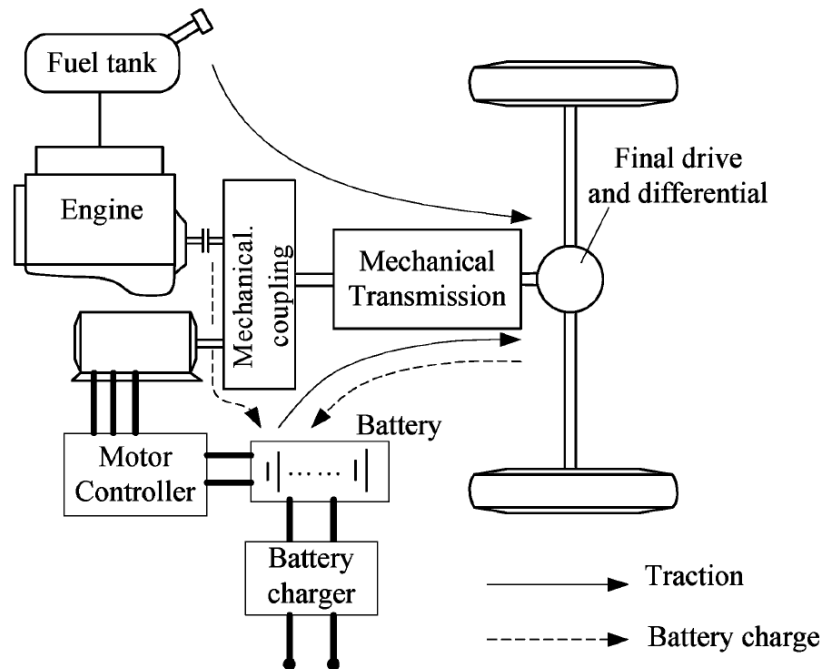 Fuel tank
Engine
Mechanical.
coupling
Mechanical
Transmission
Final drive
and differential
Battery
Motor
Controller
Battery
charger
Traction
Battery charge